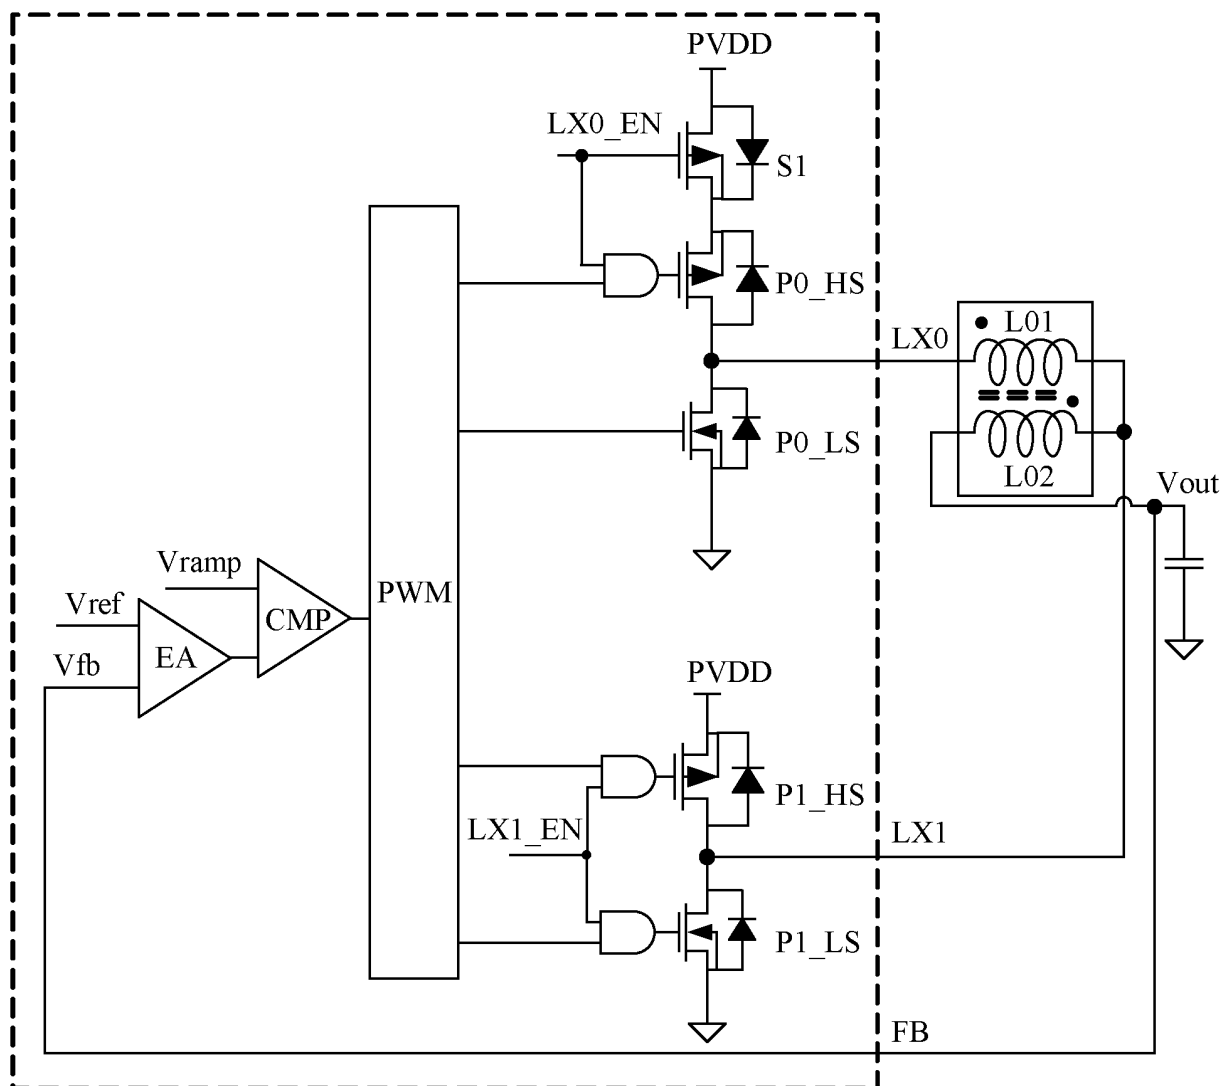 PVDD
LX0_EN
S1
P0_HS
LX0
L01
P0_LS
L02
Vout
Vramp
Vref
CMP
PWM
Vfb
EA
PVDD
P1_HS
LX1_EN
LX1
P1_LS
FB